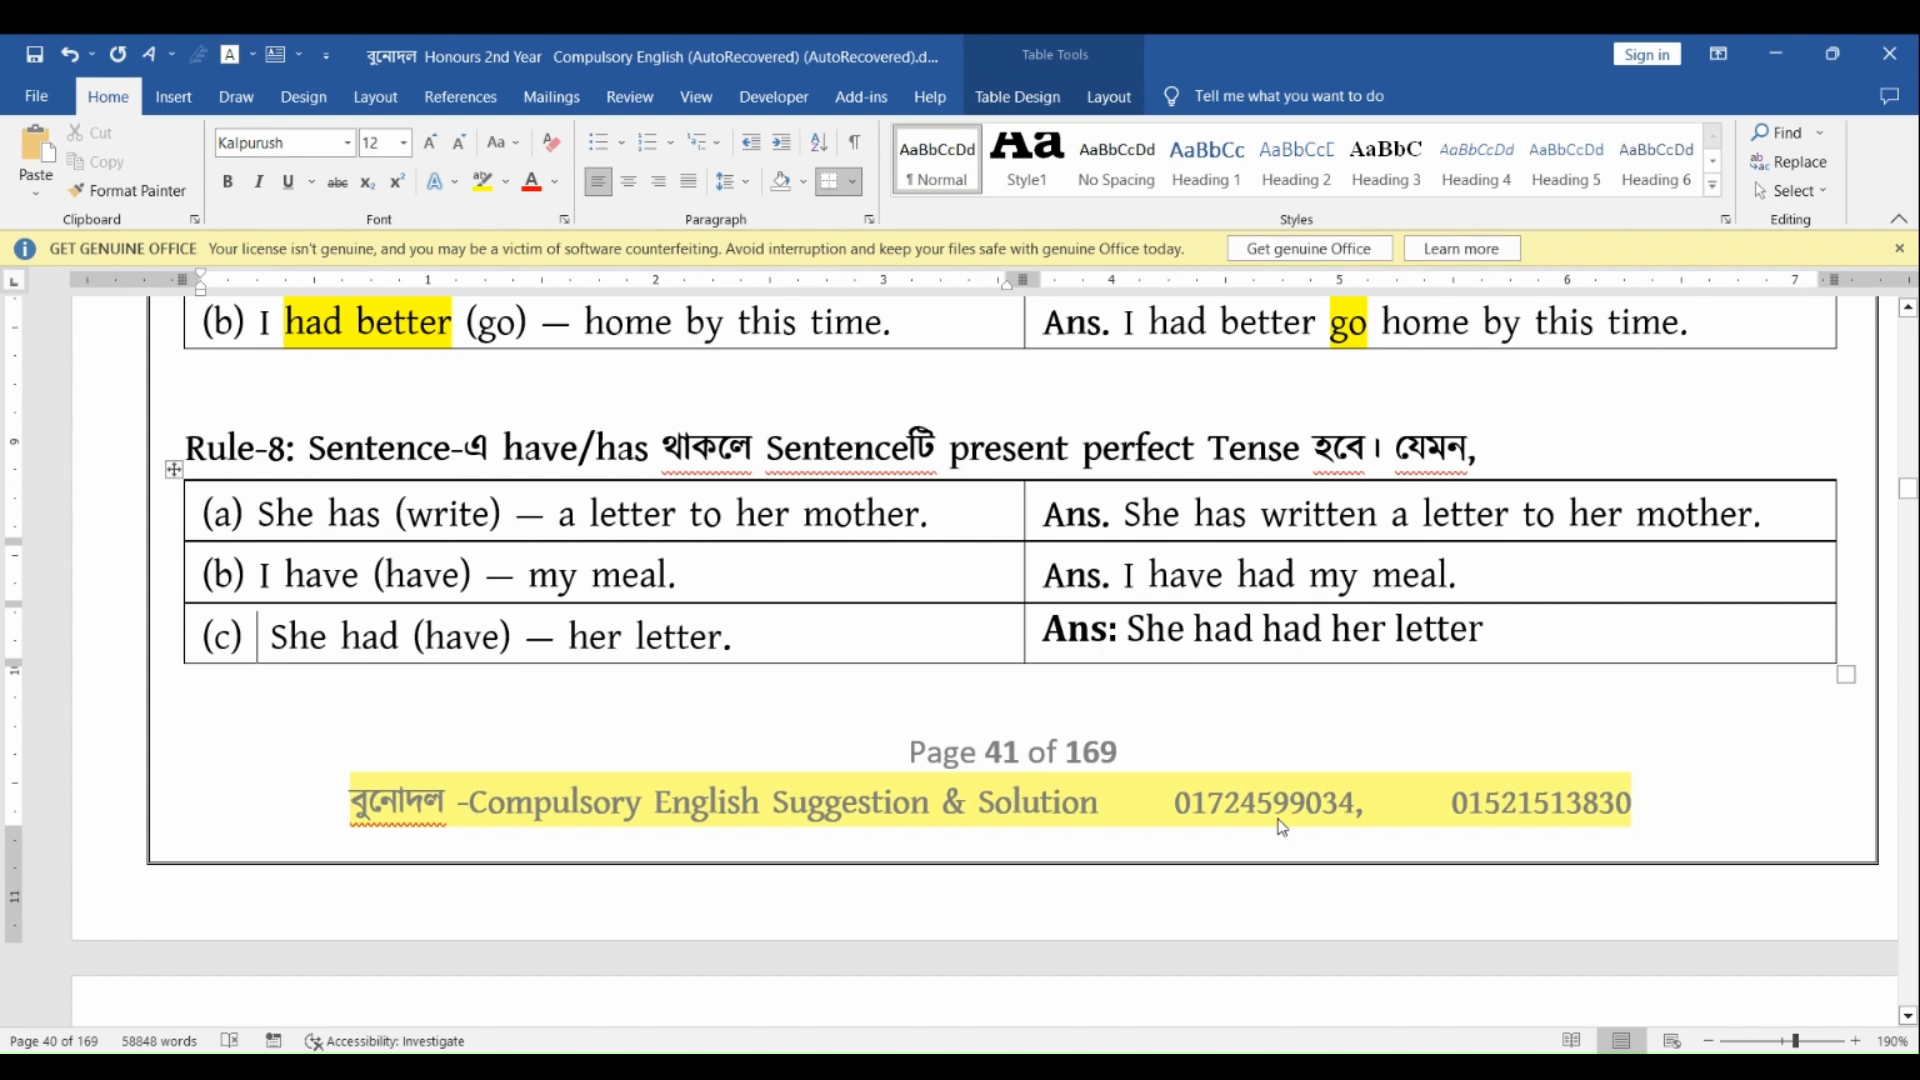 বুনোদল Honours 2nd Year Compulsory English (AutoRecovered) (AutoRecovered).d...
Table Tools
Sign in
File Home Insert Draw Design Layout References Mailings Review View Developer Add-ins Help Table Design Layout Tell me what you want to do
Paste
Cut
Copy
Format Painter
Clipboard
Kalpurush 12
Font
Paragraph
AaBbCcDd AaBbCcDd AaBbCc AaBbCcD AaBbC AaBbCcDd AaBbCcDd AaBbCcDd
¶ Normal Style1 No Spacing Heading 1 Heading 2 Heading 3 Heading 4 Heading 5 Heading 6
Styles
Find
Replace
Select
Editing
GET GENUINE OFFICE Your license isn't genuine, and you may be a victim of software counterfeiting. Avoid interruption and keep your files safe with genuine Office today. Get genuine Office Learn more
1 2 3 4 5 6 7
(b) I had better (go) — home by this time. Ans. I had better go home by this time.
Rule-8: Sentence-এ have/has থাকলে Sentenceটি present perfect Tense হবে। যেমন,
(a) She has (write) — a letter to her mother. Ans. She has written a letter to her mother.
(b) I have (have) — my meal. Ans. I have had my meal.
(c) She had (have) — her letter. Ans: She had had her letter
Page 41 of 169
বুনোদল -Compulsory English Suggestion & Solution 01724599034, 01521513830
Page 40 of 169 58848 words Accessibility: Investigate 190%